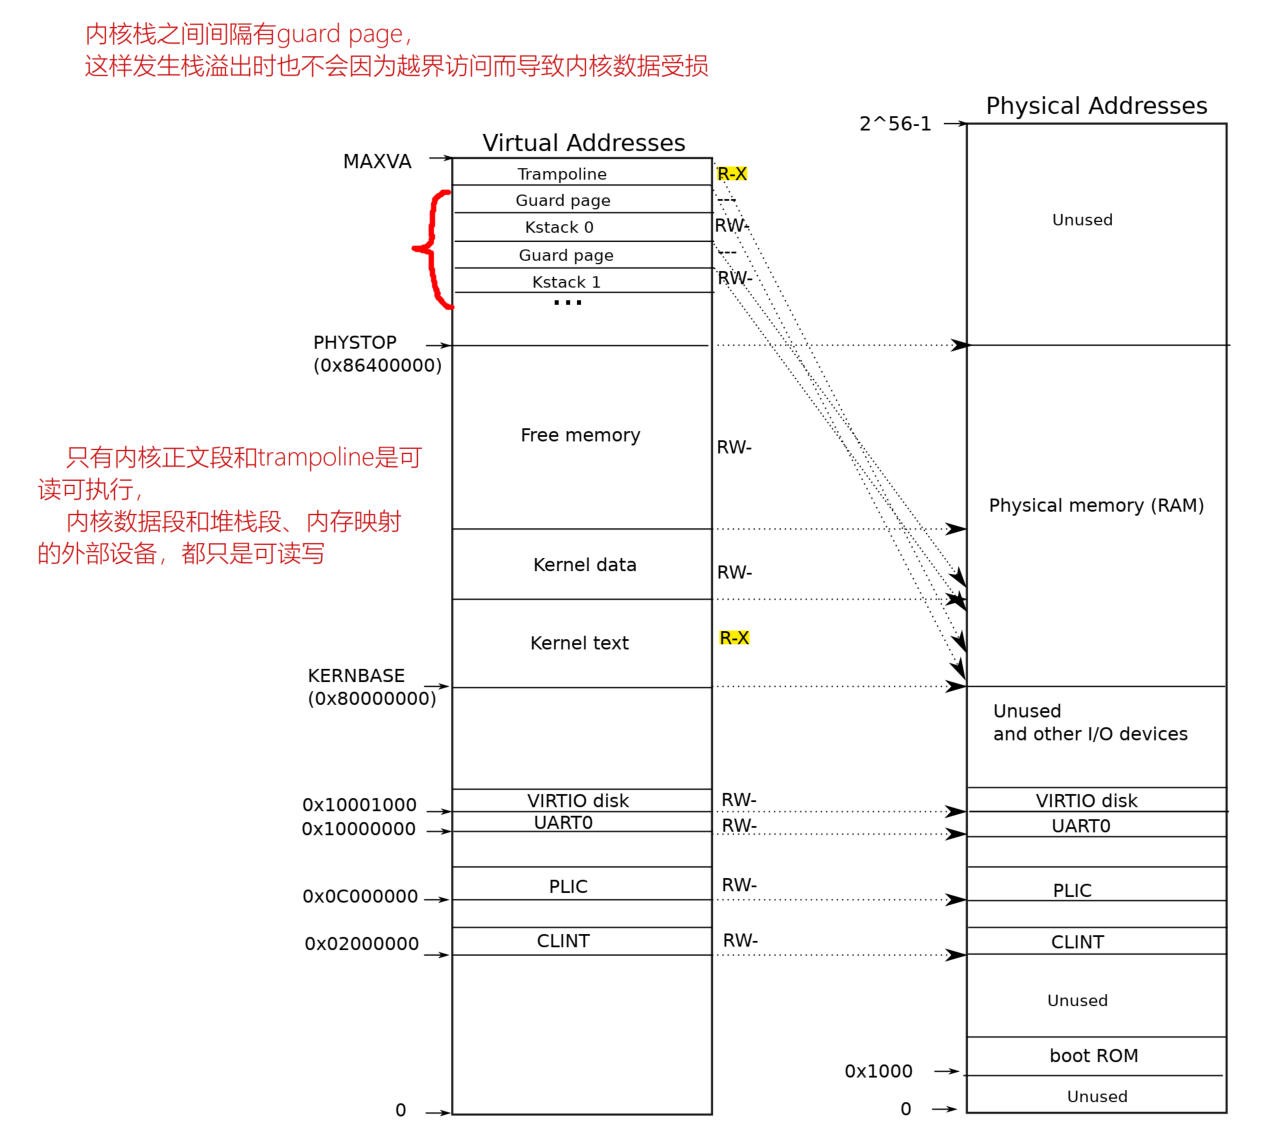 内核栈之间间隔有guard page，
这样发生栈溢出时也不会因为越界访问而导致内核数据受损
Physical Addresses
2^56-1
Virtual Addresses
MAXVA
Trampoline
R-X
Guard page
---
Unused
Kstack 0
RW-
Guard page
---
Kstack 1
RW-
...
PHYSTOP
(0x86400000)
Free memory
RW-
只有内核正文段和trampoline是可
读可执行，
内核数据段和堆栈段、内存映射
的外部设备，都只是可读写
Physical memory (RAM)
Kernel data
RW-
Kernel text
R-X
KERNBASE
(0x80000000)
Unused
and other I/O devices
0x10001000
VIRTIO disk
RW-
VIRTIO disk
0x10000000
UART0
RW-
UART0
0x0C000000
PLIC
RW-
PLIC
0x02000000
CLINT
RW-
CLINT
Unused
boot ROM
0x1000
Unused
0
0